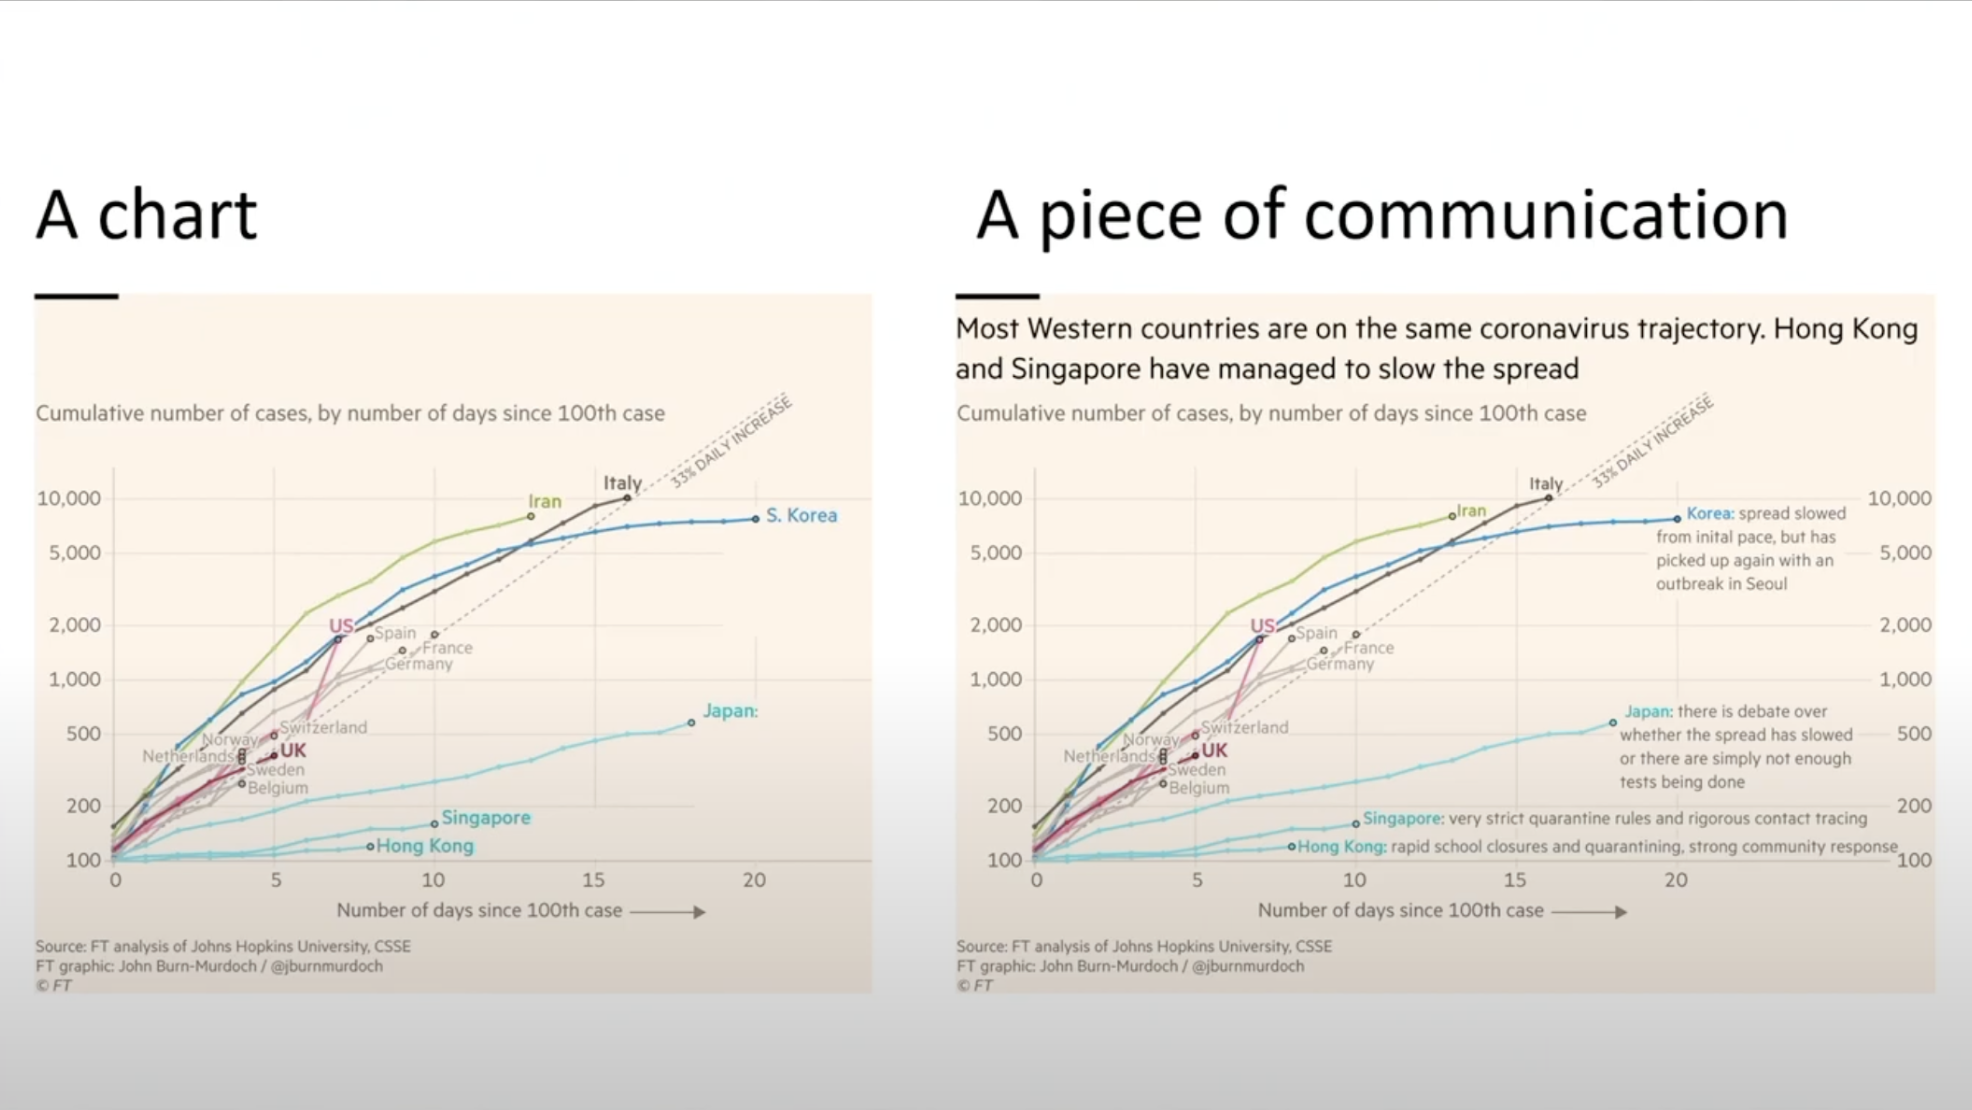 A chart
Cumulative number of cases, by number of days since 100th case
33% DAILY INCREASE
10,000
5,000
2,000
1,000
500
200
100
Italy
Iran
S. Korea
US
Spain
France
Germany
Japan:
Switzerland
Norway
Netherlands
UK
Sweden
Belgium
Singapore
Hong Kong
0 5 10 15 20
Number of days since 100th case
Source: FT analysis of Johns Hopkins University, CSSE
FT graphic: John Burn-Murdoch / @jburnmurdoch
© FT
A piece of communication
Most Western countries are on the same coronavirus trajectory. Hong Kong
and Singapore have managed to slow the spread
Cumulative number of cases, by number of days since 100th case
33% DAILY INCREASE
10,000
5,000
2,000
1,000
500
200
100
Italy
Iran
Korea: spread slowed
from inital pace, but has
picked up again with an
outbreak in Seoul
US
Spain
France
Germany
Japan: there is debate over
whether the spread has slowed
or there are simply not enough
tests being done
Switzerland
Norway
Netherlands
UK
Sweden
Belgium
Singapore: very strict quarantine rules and rigorous contact tracing
Hong Kong: rapid school closures and quarantining, strong community response
10,000
5,000
2,000
1,000
500
200
100
0 5 10 15 20
Number of days since 100th case
Source: FT analysis of Johns Hopkins University, CSSE
FT graphic: John Burn-Murdoch / @jburnmurdoch
© FT